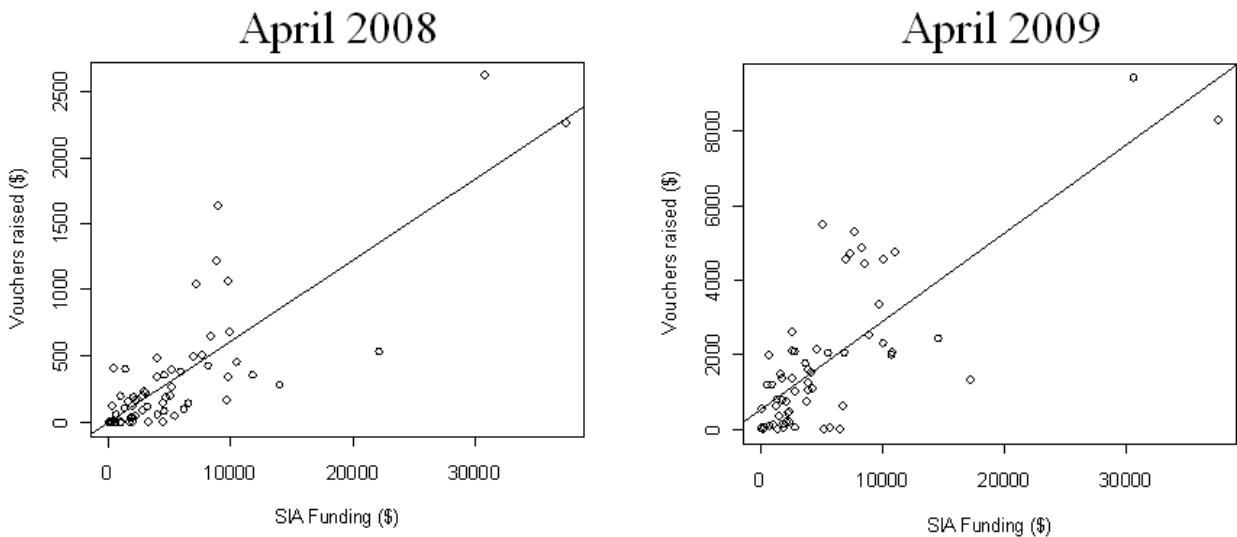 April 2008
Vouchers raised ($)
2500
2000
1500
1000
500
0
0 10000 20000 30000
SIA Funding ($)
April 2009
Vouchers raised ($)
8000
6000
4000
2000
0
0 10000 20000 30000
SIA Funding ($)